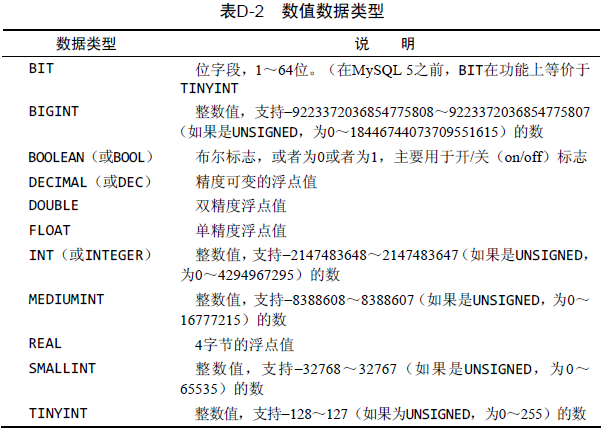 表D-2 数值数据类型
数据类型 说 明
BIT 位字段，1～64位。（在MySQL 5之前，BIT在功能上等价于
TINYINT
BIGINT 整数值，支持–9223372036854775808～9223372036854775807
（如果是UNSIGNED，为0～18446744073709551615）的数
BOOLEAN（或BOOL） 布尔标志，或者为0或者为1，主要用于开/关（on/off）标志
DECIMAL（或DEC） 精度可变的浮点值
DOUBLE 双精度浮点值
FLOAT 单精度浮点值
INT（或INTEGER） 整数值，支持–2147483648～2147483647（如果是UNSIGNED，
为0～4294967295）的数
MEDIUMINT 整数值，支持–8388608～8388607（如果是UNSIGNED，为0～
16777215）的数
REAL 4字节的浮点值
SMALLINT 整数值，支持–32768～32767（如果是UNSIGNED，为0～
65535）的数
TINYINT 整数值，支持–128～127（如果为UNSIGNED，为0～255）的数